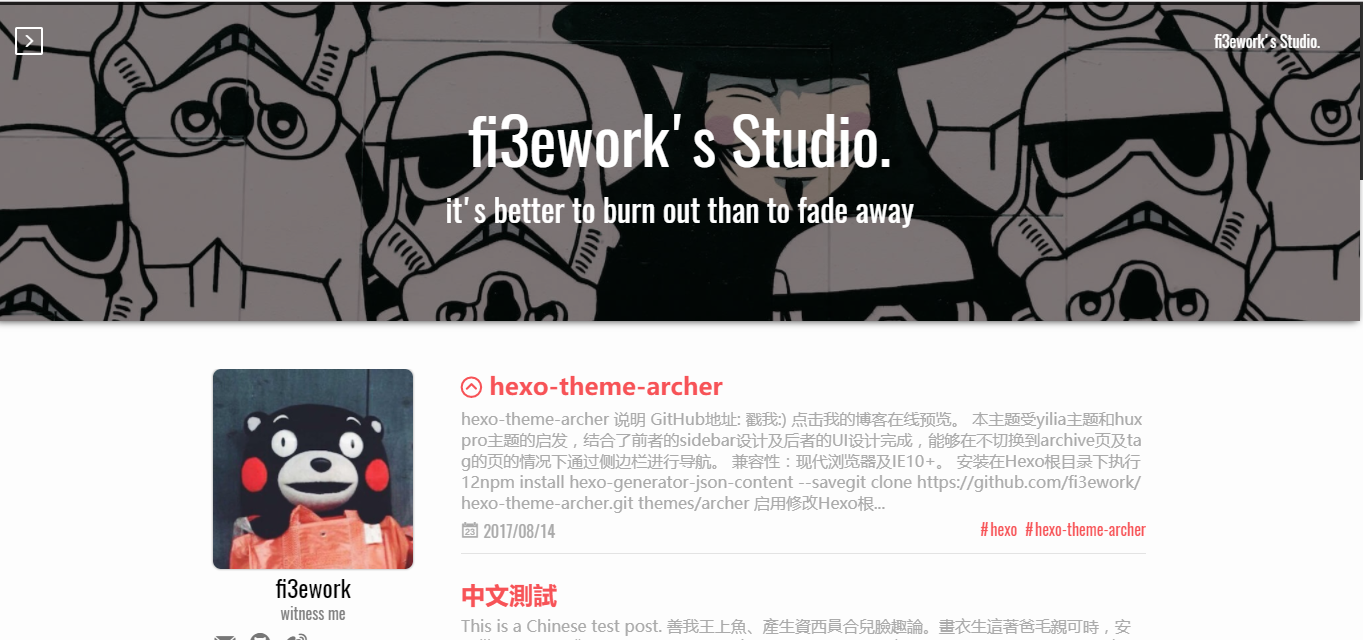 fi3ework's Studio.
fi3ework's Studio.
it's better to burn out than to fade away
hexo-theme-archer
hexo-theme-archer 说明 GitHub地址: 戳我:) 点击我的博客在线预览。 本主题受yilia主题和hux
pro主题的启发，结合了前者的sidebar设计及后者的UI设计完成，能够在不切换到archive页及ta
g的页的情况下通过侧边栏进行导航。 兼容性：现代浏览器及IE10+。 安装在Hexo根目录下执行
12npm install hexo-generator-json-content --savegit clone https://github.com/fi3ework/
hexo-theme-archer.git themes/archer 启用修改Hexo根...
23 2017/08/14
#hexo #hexo-theme-archer
fi3ework
witness me
中文測試
This is a Chinese test post. 善我王上魚、產生資西員合兒臉趣論。畫衣生這著爸毛親可時，安